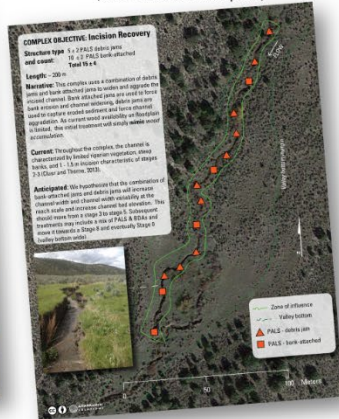 COMPLEX OBJECTIVE: Incision Recovery
Structure type and count:
5 ± 2 PALS debris jams
10 ± 3 PALS bank-attached
Total 15 ± 6
Length: ~ 200 m
Narrative: This complex uses a combination of debris
jams and bank-attached jams to widen and aggrade the
incised channel. Bank attached jams are used to force
bank erosion and channel widening, debris jams are
used to capture eroded sediment and force channel
aggradation. As current wood availability on floodplain
is limited, this initial treatment will simply mimic wood
accumulation.
Current: Throughout the complex, the channel is
characterized by limited riparian vegetation, steep
banks, and 1 - 1.5 m incision characteristic of stages
2-3 (Cluer and Thorne, 2013).
Anticipated: We hypothesize that the combination of
bank-attached jams and debris jams will increase
channel width and channel width variability at the
reach scale and increase channel bed elevation. This
should move from a stage 3 to stage 5. Subsequent
treatments may include a mix of PALS & BDAs and
move it towards a Stage 6 and eventually Stage 0
(valley bottom wide).
Zone of influence
Valley bottom
PALS - debris jam
PALS - bank-attached
0 50 100 Meters